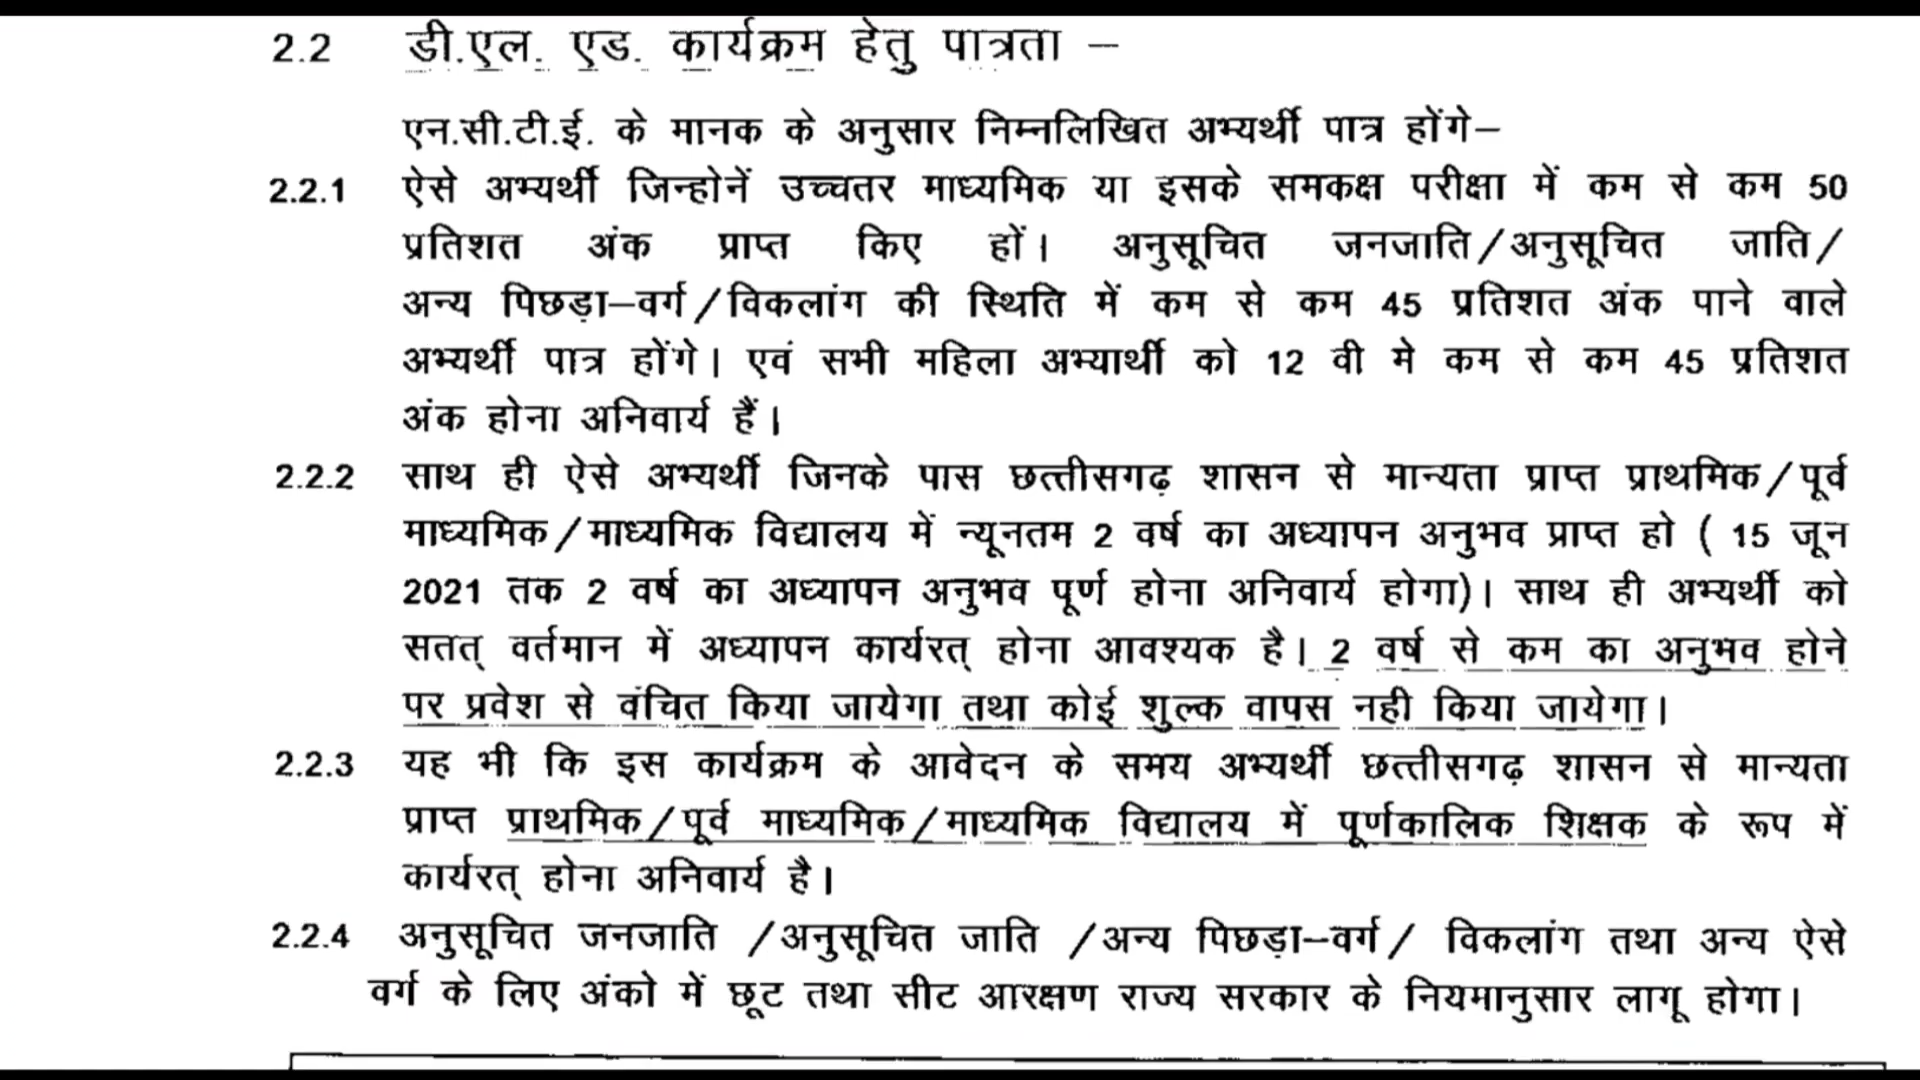 2.2 डी.एल. एड. कार्यक्रम हेतु पात्रता –
एन.सी.टी.ई. के मानक के अनुसार निम्नलिखित अभ्यर्थी पात्र होंगे–
2.2.1 ऐसे अभ्यर्थी जिन्होनें उच्चतर माध्यमिक या इसके समकक्ष परीक्षा में कम से कम 50
प्रतिशत अंक प्राप्त किए हों। अनुसूचित जनजाति/अनुसूचित जाति/
अन्य पिछड़ा–वर्ग/विकलांग की स्थिति में कम से कम 45 प्रतिशत अंक पाने वाले
अभ्यर्थी पात्र होंगे। एवं सभी महिला अभ्यार्थी को 12 वी मे कम से कम 45 प्रतिशत
अंक होना अनिवार्य हैं।
2.2.2 साथ ही ऐसे अभ्यर्थी जिनके पास छत्तीसगढ़ शासन से मान्यता प्राप्त प्राथमिक/पूर्व
माध्यमिक/माध्यमिक विद्यालय में न्यूनतम 2 वर्ष का अध्यापन अनुभव प्राप्त हो ( 15 जून
2021 तक 2 वर्ष का अध्यापन अनुभव पूर्ण होना अनिवार्य होगा)। साथ ही अभ्यर्थी को
सतत् वर्तमान में अध्यापन कार्यरत् होना आवश्यक है। 2 वर्ष से कम का अनुभव होने
पर प्रवेश से वंचित किया जायेगा तथा कोई शुल्क वापस नही किया जायेगा।
2.2.3 यह भी कि इस कार्यक्रम के आवेदन के समय अभ्यर्थी छत्तीसगढ़ शासन से मान्यता
प्राप्त प्राथमिक/पूर्व माध्यमिक/माध्यमिक विद्यालय में पूर्णकालिक शिक्षक के रूप में
कार्यरत् होना अनिवार्य है।
2.2.4 अनुसूचित जनजाति /अनुसूचित जाति /अन्य पिछड़ा–वर्ग/ विकलांग तथा अन्य ऐसे
वर्ग के लिए अंको में छूट तथा सीट आरक्षण राज्य सरकार के नियमानुसार लागू होगा।